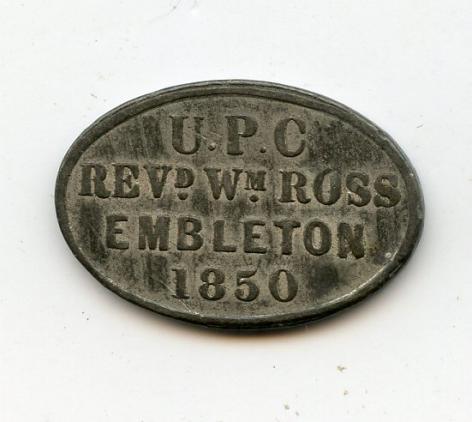 U.P.C
REVD. WM. ROSS
EMBLETON
1850